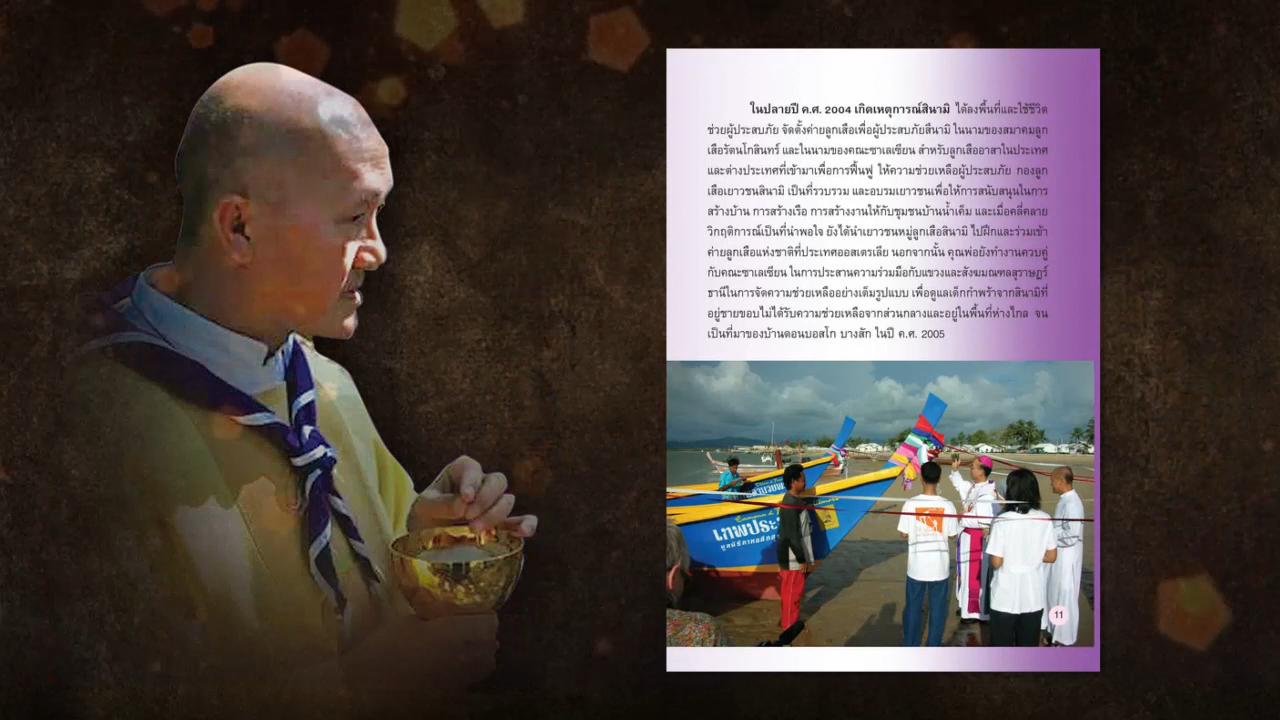 ในปลายปี ค.ศ. 2004 เกิดเหตุการณ์สึนามิ ได้ลงพื้นที่และใช้ชีวิต
ช่วยผู้ประสบภัย จัดตั้งค่ายลูกเสือเพื่อผู้ประสบภัยสึนามิ ในนามของสมาคมลูก
เสือรัตนโกสินทร์ และในนามของคณะซาเลเซียน สำหรับลูกเสืออาสาในประเทศ
และต่างประเทศที่เข้ามาเพื่อการฟื้นฟู ให้ความช่วยเหลือผู้ประสบภัย กองลูก
เสือเยาวชนสึนามิ เป็นที่รวบรวม และอบรมเยาวชนเพื่อให้การสนับสนุนในการ
สร้างบ้าน การสร้างเรือ การสร้างงานให้กับชุมชนบ้านน้ำเค็ม และเมื่อคลี่คลาย
วิกฤติการณ์เป็นที่น่าพอใจ ยังได้นำเยาวชนหมู่ลูกเสือสึนามิ ไปฝึกและร่วมเข้า
ค่ายลูกเสือแห่งชาติที่ประเทศออสเตรเลีย นอกจากนั้น คุณพ่อยังทำงานควบคู่
กับคณะซาเลเซียน ในการประสานความร่วมมือกับแขวงและสังฆมณฑลสุราษฎร์
ธานีในการจัดความช่วยเหลืออย่างเต็มรูปแบบ เพื่อดูแลเด็กกำพร้าจากสึนามิที่
อยู่ชายขอบไม่ได้รับความช่วยเหลือจากส่วนกลางและอยู่ในพื้นที่ห่างไกล จน
เป็นที่มาของบ้านดอนบอสโก บางสัก ในปี ค.ศ. 2005
เทพประ
11